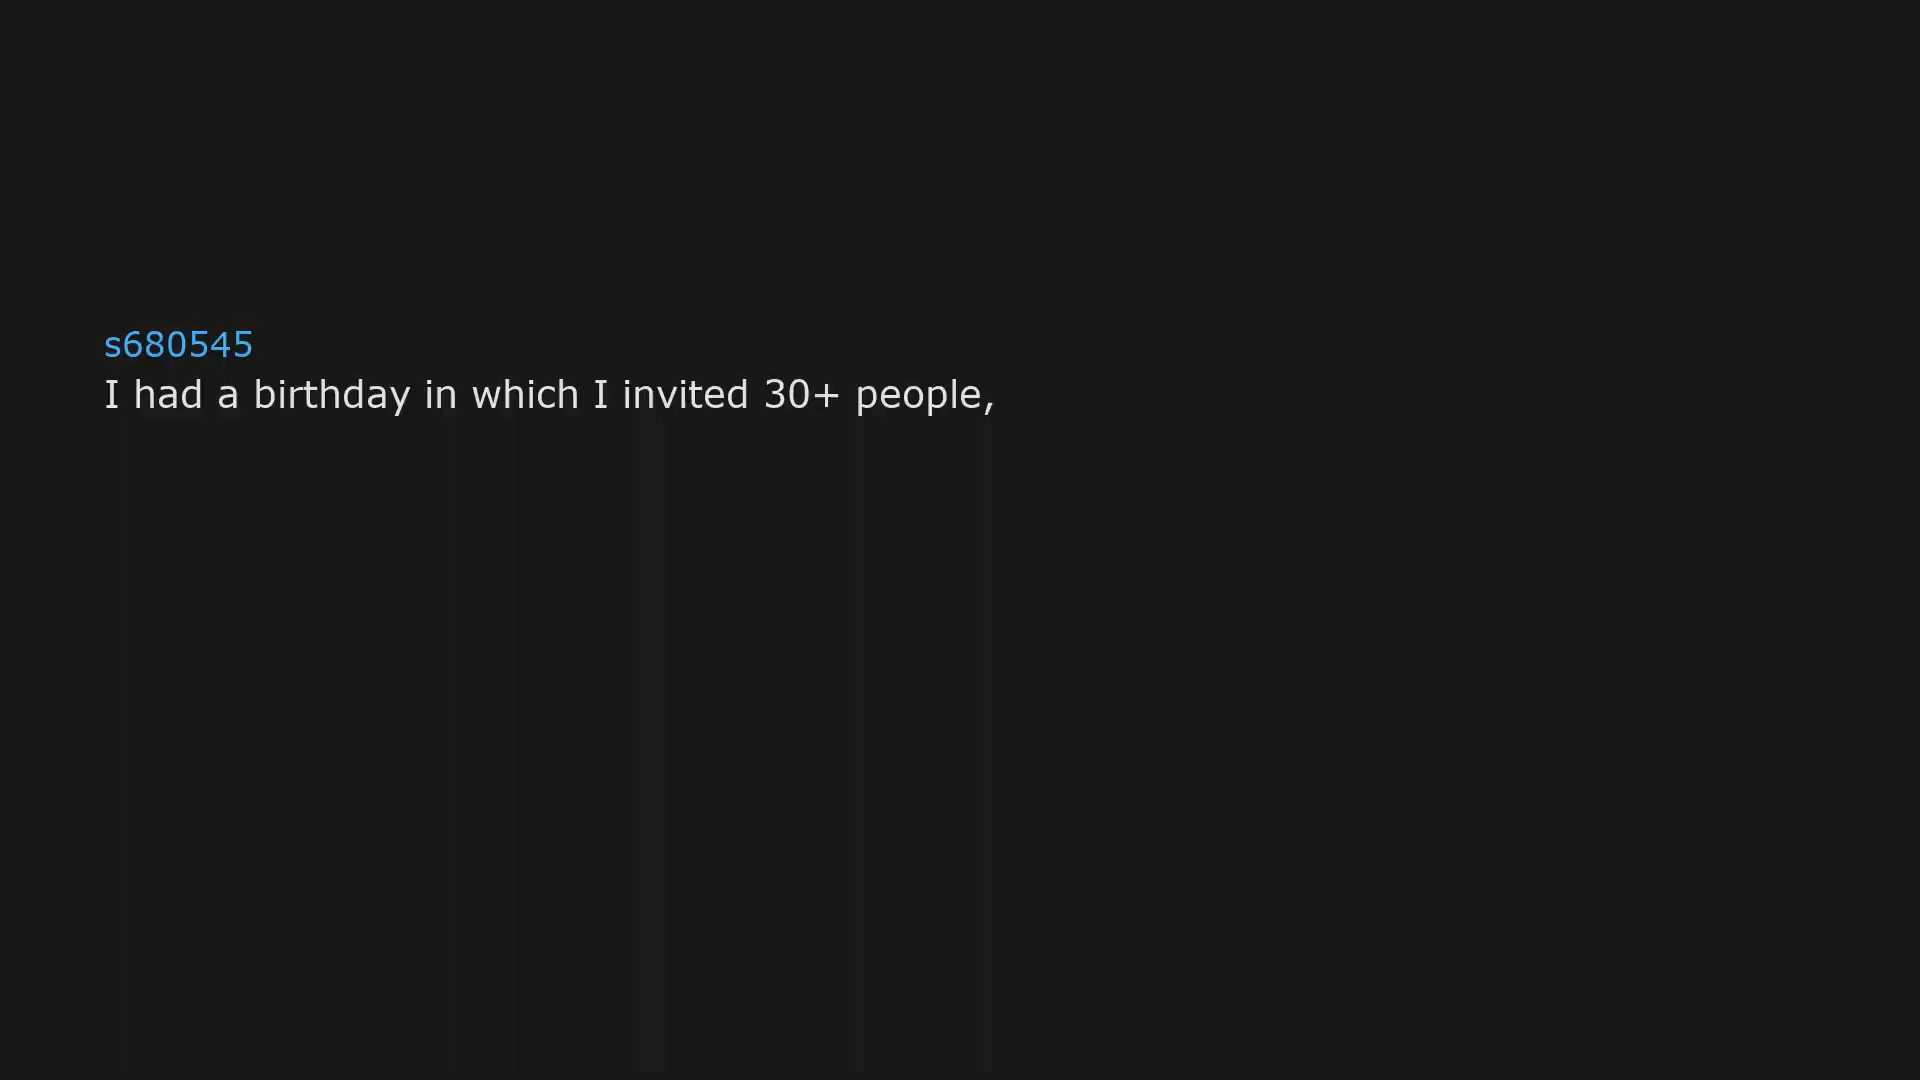 s680545
I had a birthday in which I invited 30+ people,